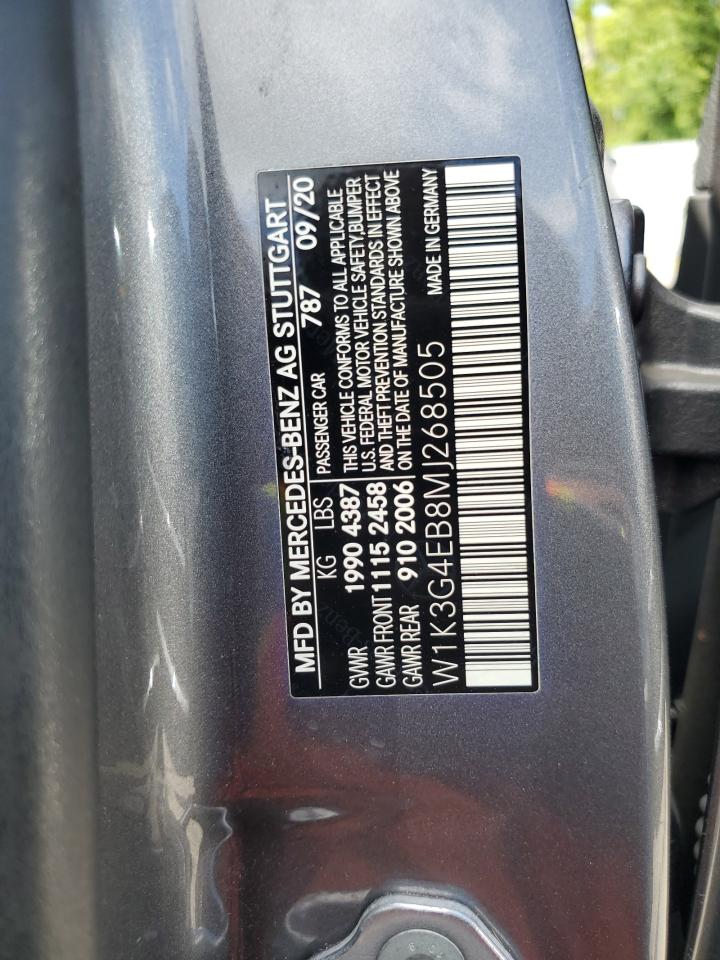 MFD BY MERCEDES-BENZ AG STUTTGART
KG LBS 787 09/20
PASSENGER CAR
GVWR 1990 4387
GAWR FRONT 1115 2458
GAWR REAR 910 2006
THIS VEHICLE CONFORMS TO ALL APPLICABLE
U.S. FEDERAL MOTOR VEHICLE SAFETY,BUMPER
AND THEFT PREVENTION STANDARDS IN EFFECT
ON THE DATE OF MANUFACTURE SHOWN ABOVE
W1K3G4EB8MJ268505 MADE IN GERMANY